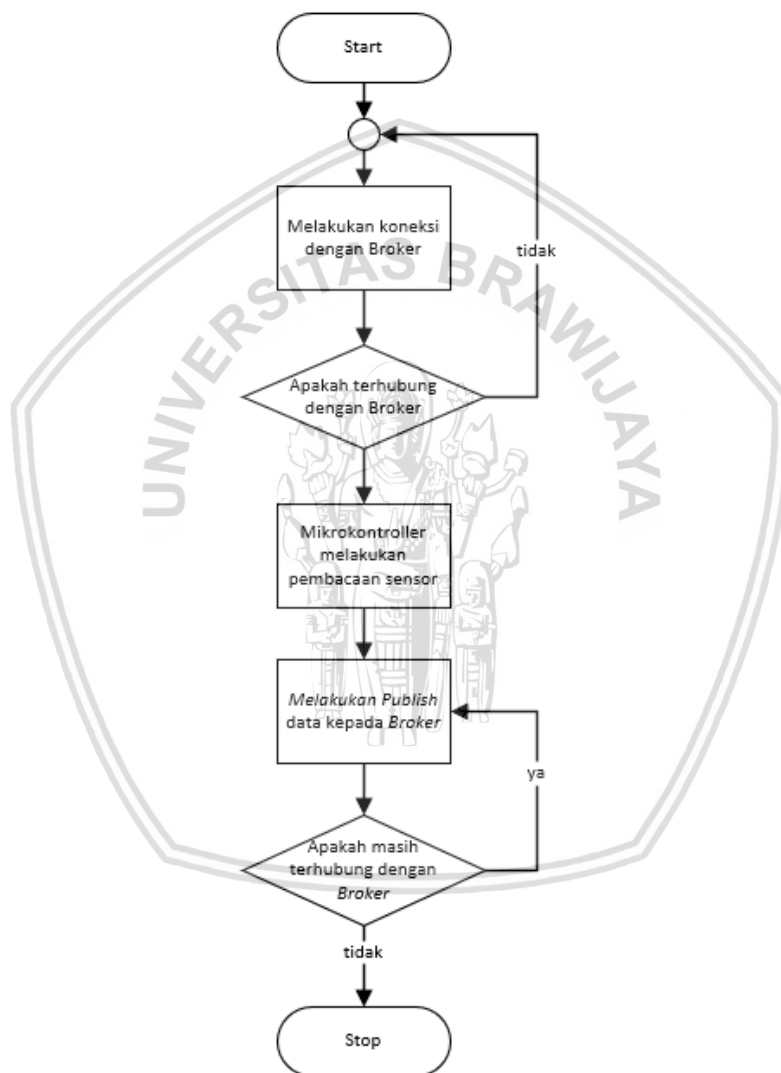 Start
Melakukan koneksi
dengan Broker
tidak
UNIVERSITAS BRAWIJAYA
Apakah terhubung
dengan Broker
Mikrokontroller
melakukan
pembacaan sensor
Melakukan Publish
data kepada Broker
ya
Apakah masih
terhubung dengan
Broker
tidak
Stop